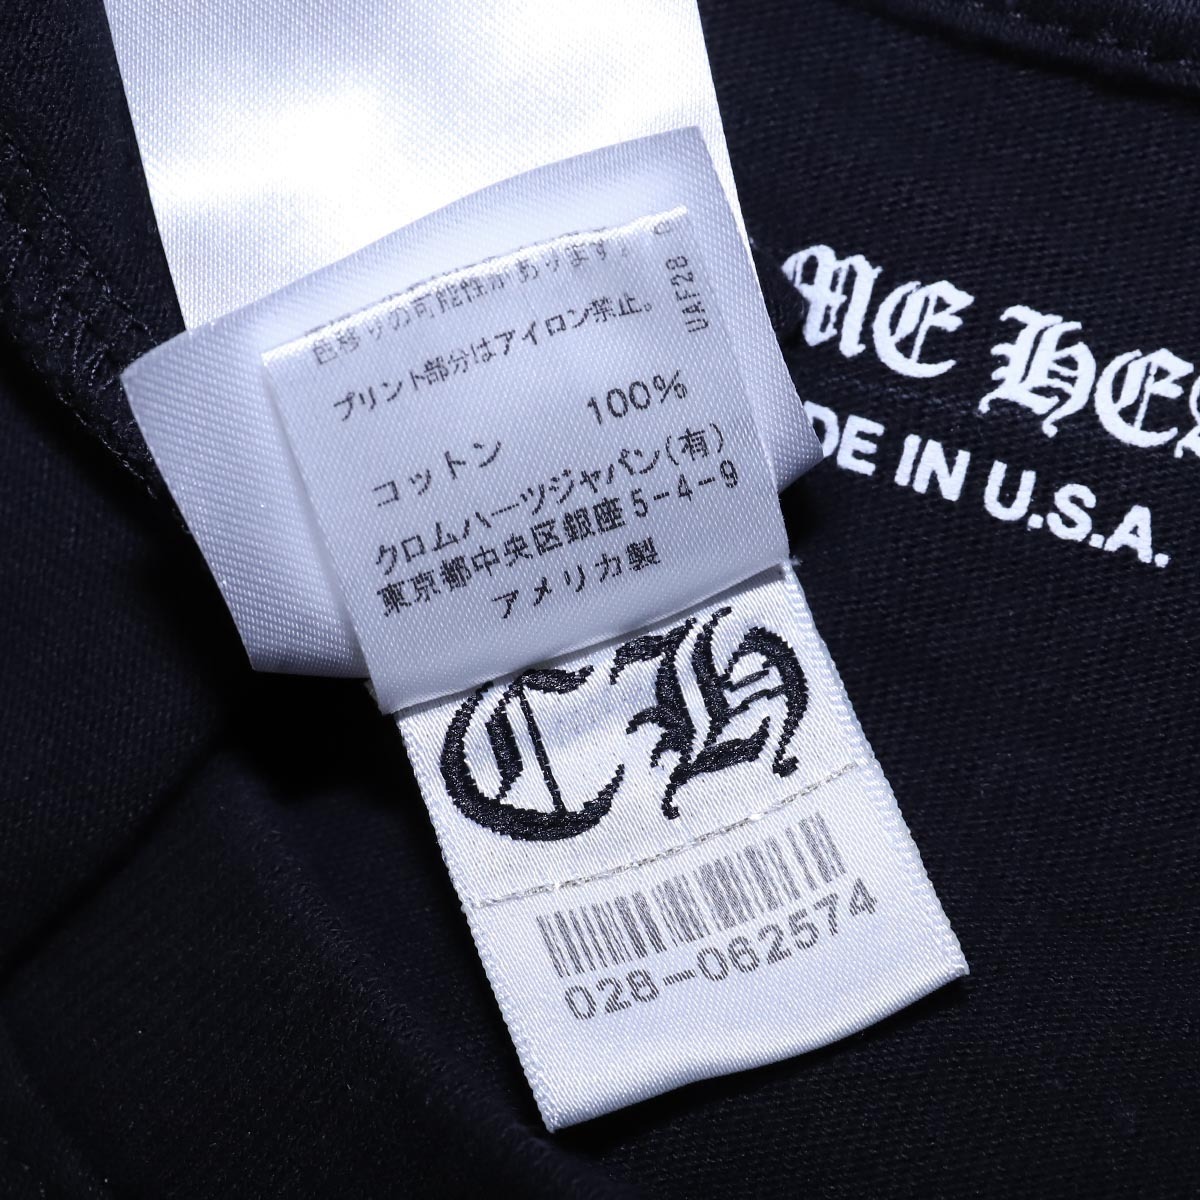 色移りの可能性があります。
プリント部分はアイロン禁止。
コットン 100%
クロムハーツジャパン(有)
東京都中央区銀座5-4-9
アメリカ製
UAF28
CH
028-062574
DE IN U.S.A.